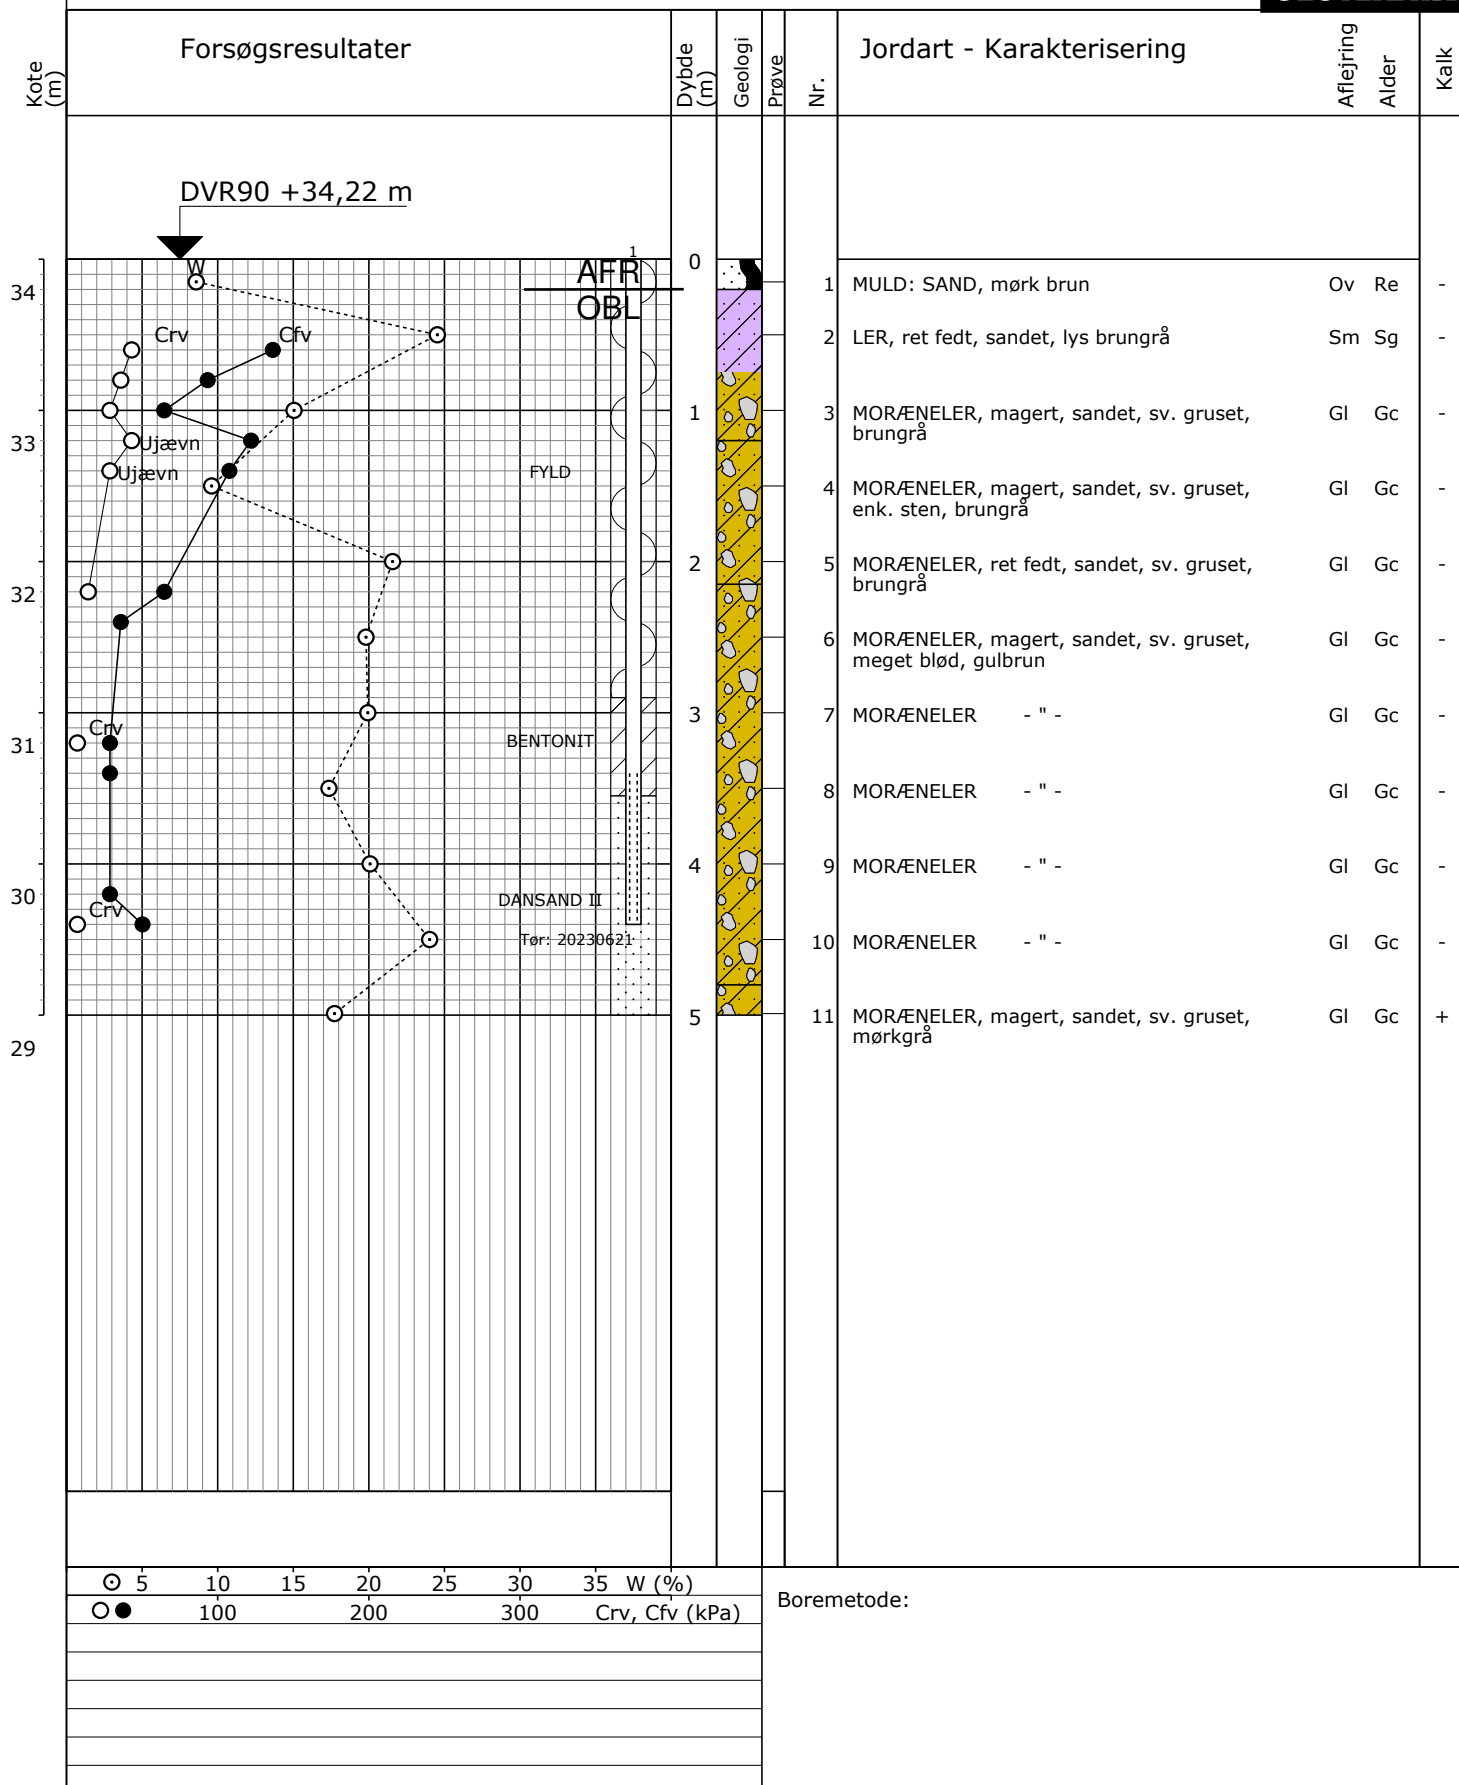 Forsøgsresultater
Kote
(m)
Dybde
(m)
Geologi
Prøve
Nr.
Jordart - Karakterisering
Aflejring
Alder
Kalk
DVR90 +34,22 m
1
W
AFR
OBL
0
34
1 MULD: SAND, mørk brun Ov Re -
Crv Cfv
2 LER, ret fedt, sandet, lys brungrå Sm Sg -
1
3 MORÆNELER, magert, sandet, sv. gruset, Gl Gc -
brungrå
33
Ujævn
Ujævn
FYLD
4 MORÆNELER, magert, sandet, sv. gruset, Gl Gc -
enk. sten, brungrå
2
5 MORÆNELER, ret fedt, sandet, sv. gruset, Gl Gc -
brungrå
32
6 MORÆNELER, magert, sandet, sv. gruset, Gl Gc -
meget blød, gulbrun
3
7 MORÆNELER - " - Gl Gc -
Crv
31
BENTONIT
8 MORÆNELER - " - Gl Gc -
4
9 MORÆNELER - " - Gl Gc -
30
DANSAND II
Crv
Tør: 20230621
10 MORÆNELER - " - Gl Gc -
5
11 MORÆNELER, magert, sandet, sv. gruset, Gl Gc +
mørkgrå
29
5 10 15 20 25 30 35 W (%)
100 200 300 Crv, Cfv (kPa)
Boremetode: